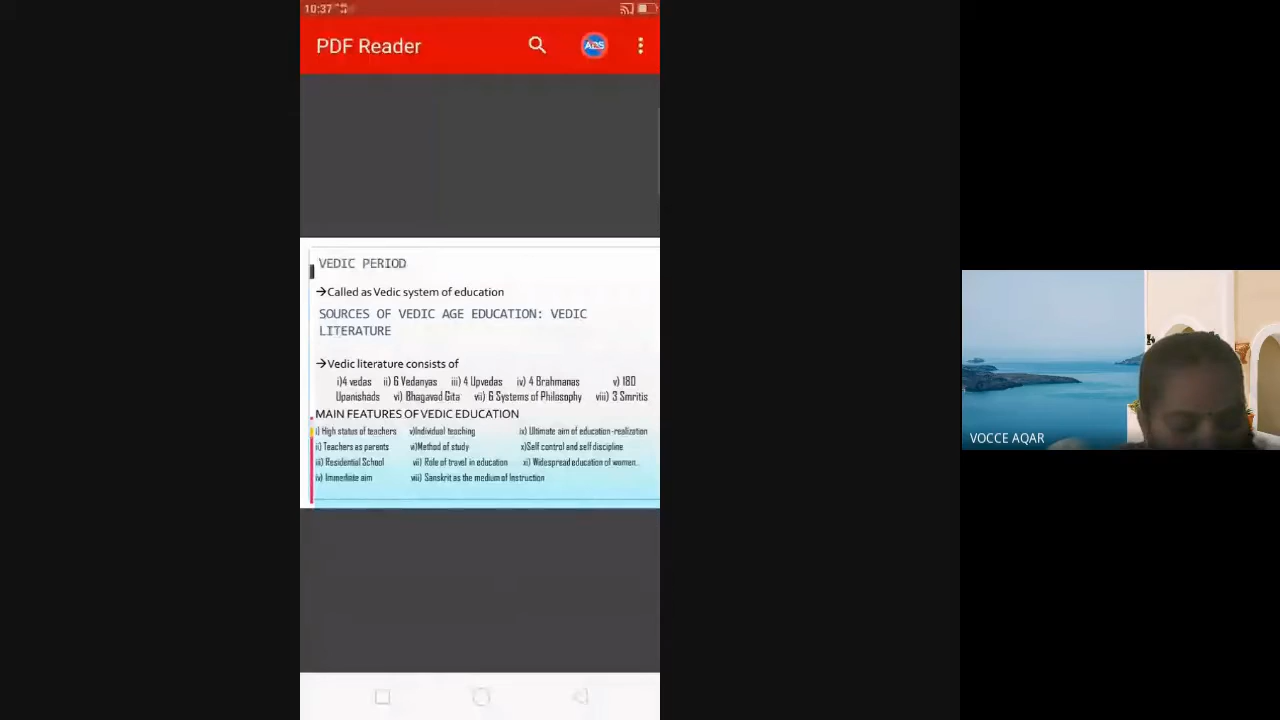 10:37
PDF Reader
ADS
VEDIC PERIOD
→Called as Vedic system of education
SOURCES OF VEDIC AGE EDUCATION: VEDIC
LITERATURE
→Vedic literature consists of
i)4 vedas ii) 6 Vedanyas iii) 4 Upvedas iv) 4 Brahmanas v) 180
Upanishads vi) Bhagavad Gita vii) 6 Systems of Philosophy viii) 3 Smritis
MAIN FEATURES OF VEDIC EDUCATION
i) High status of teachers v)Individual teaching ix) Ultimate aim of education -realization
ii) Teachers as parents vi)Method of study x)Self control and self discipline
iii) Residential School vii) Role of travel in education xi) Widespread education of women.
iv) Immediate aim viii) Sanskrit as the medium of Instruction
VOCCE AQAR